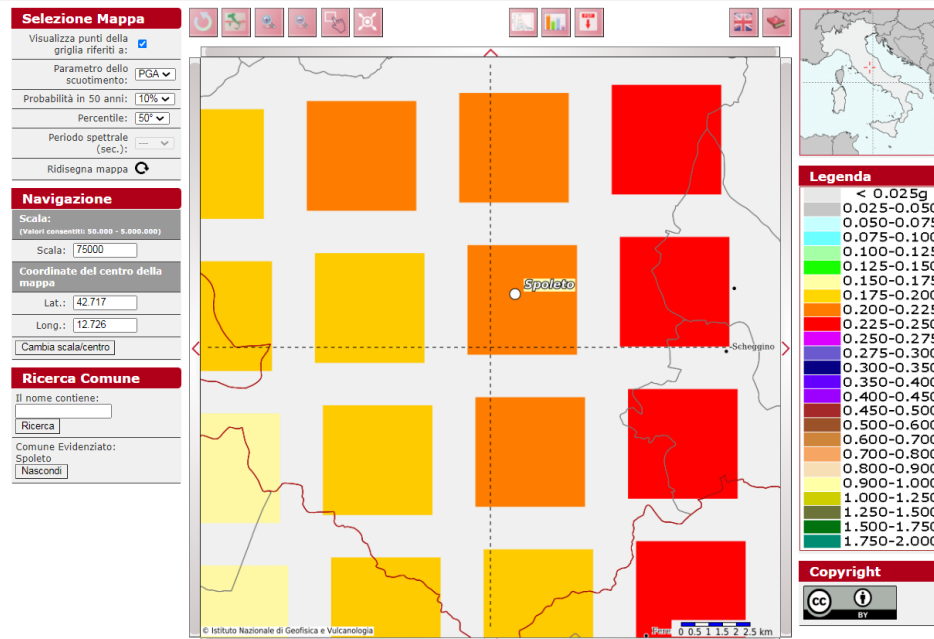 Selezione Mappa
Visualizza punti della
griglia riferiti a:
Parametro dello
scuotimento: PGA
Probabilità in 50 anni: 10%
Percentile: 50°
Periodo spettrale
(sec.): ---
Ridisegna mappa
Navigazione
Scala:
(Valori consentiti: 50.000 - 5.000.000)
Scala: 75000
Coordinate del centro della
mappa
Lat.: 42.717
Long.: 12.726
Cambia scala/centro
Ricerca Comune
Il nome contiene:
Ricerca
Comune Evidenziato:
Spoleto
Nascondi
Spoleto
Scheggino
© Istituto Nazionale di Geofisica e Vulcanologia
0 0.5 1 1.5 2 2.5 km
Legenda
< 0.025g
0.025-0.050
0.050-0.075
0.075-0.100
0.100-0.125
0.125-0.150
0.150-0.175
0.175-0.200
0.200-0.225
0.225-0.250
0.250-0.275
0.275-0.300
0.300-0.350
0.350-0.400
0.400-0.450
0.450-0.500
0.500-0.600
0.600-0.700
0.700-0.800
0.800-0.900
0.900-1.000
1.000-1.250
1.250-1.500
1.500-1.750
1.750-2.000
Copyright
cc
BY